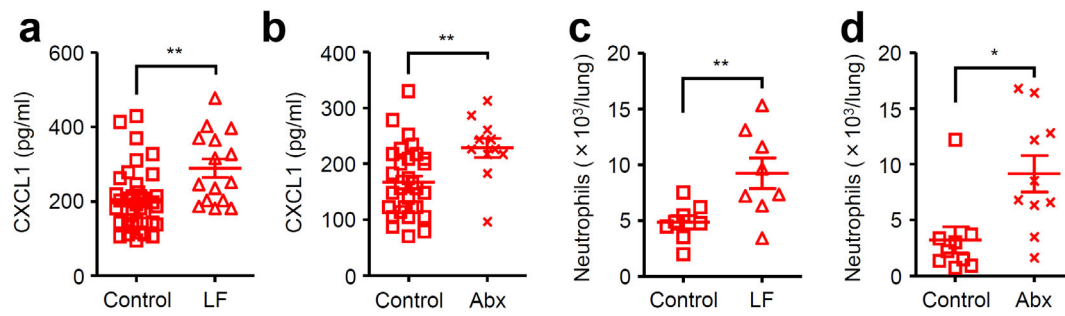 a
CXCL1 (pg/ml)
600
400
200
0
**
Control
LF
b
CXCL1 (pg/ml)
400
300
200
100
0
**
Control
Abx
c
Neutrophils (×10³/lung)
20
15
10
5
0
**
Control
LF
d
Neutrophils (×10³/lung)
20
15
10
5
0
*
Control
Abx